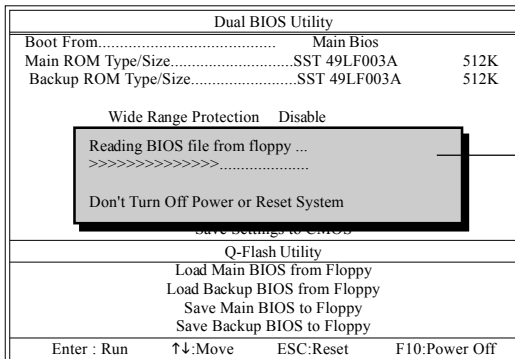 Dual BIOS Utility
Boot From........................................ Main Bios
Main ROM Type/Size...........................SST 49LF003A 512K
Backup ROM Type/Size.......................SST 49LF003A 512K
Wide Range Protection Disable
Reading BIOS file from floppy ...
>>>>>>>>>>>>>>.....................
Don't Turn Off Power or Reset System
Save Settings to CMOS
Q-Flash Utility
Load Main BIOS from Floppy
Load Backup BIOS from Floppy
Save Main BIOS to Floppy
Save Backup BIOS to Floppy
Enter : Run ↑↓:Move ESC:Reset F10:Power Off